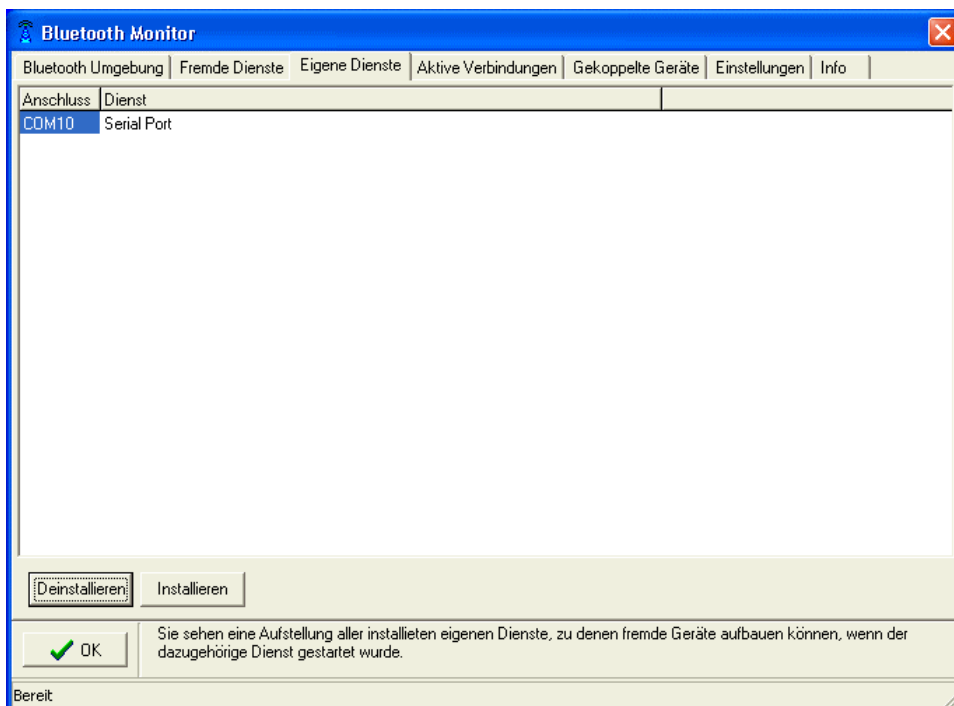 Bluetooth Monitor
Bluetooth Umgebung Fremde Dienste Eigene Dienste Aktive Verbindungen Gekoppelte Geräte Einstellungen Info
Anschluss Dienst
COM10 Serial Port
Deinstallieren Installieren
OK
Sie sehen eine Aufstellung aller installieten eigenen Dienste, zu denen fremde Geräte aufbauen können, wenn der
dazugehörige Dienst gestartet wurde.
Bereit